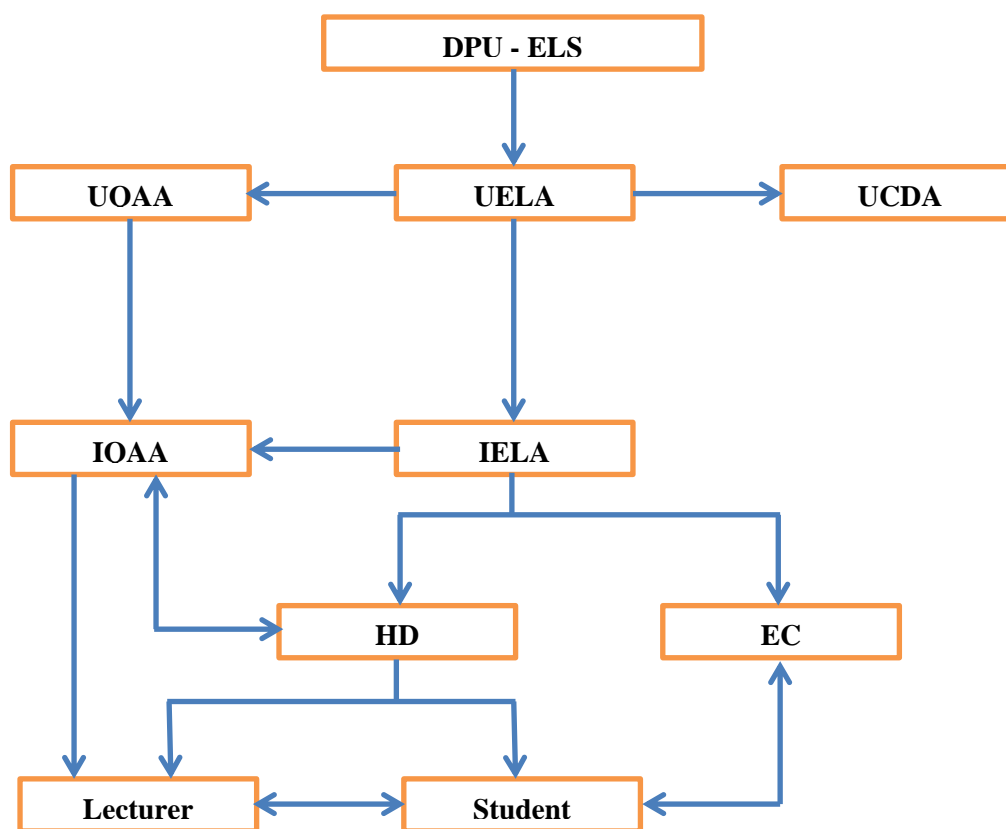 DPU - ELS
UOAA
UELA
UCDA
IOAA
IELA
HD
EC
Lecturer
Student